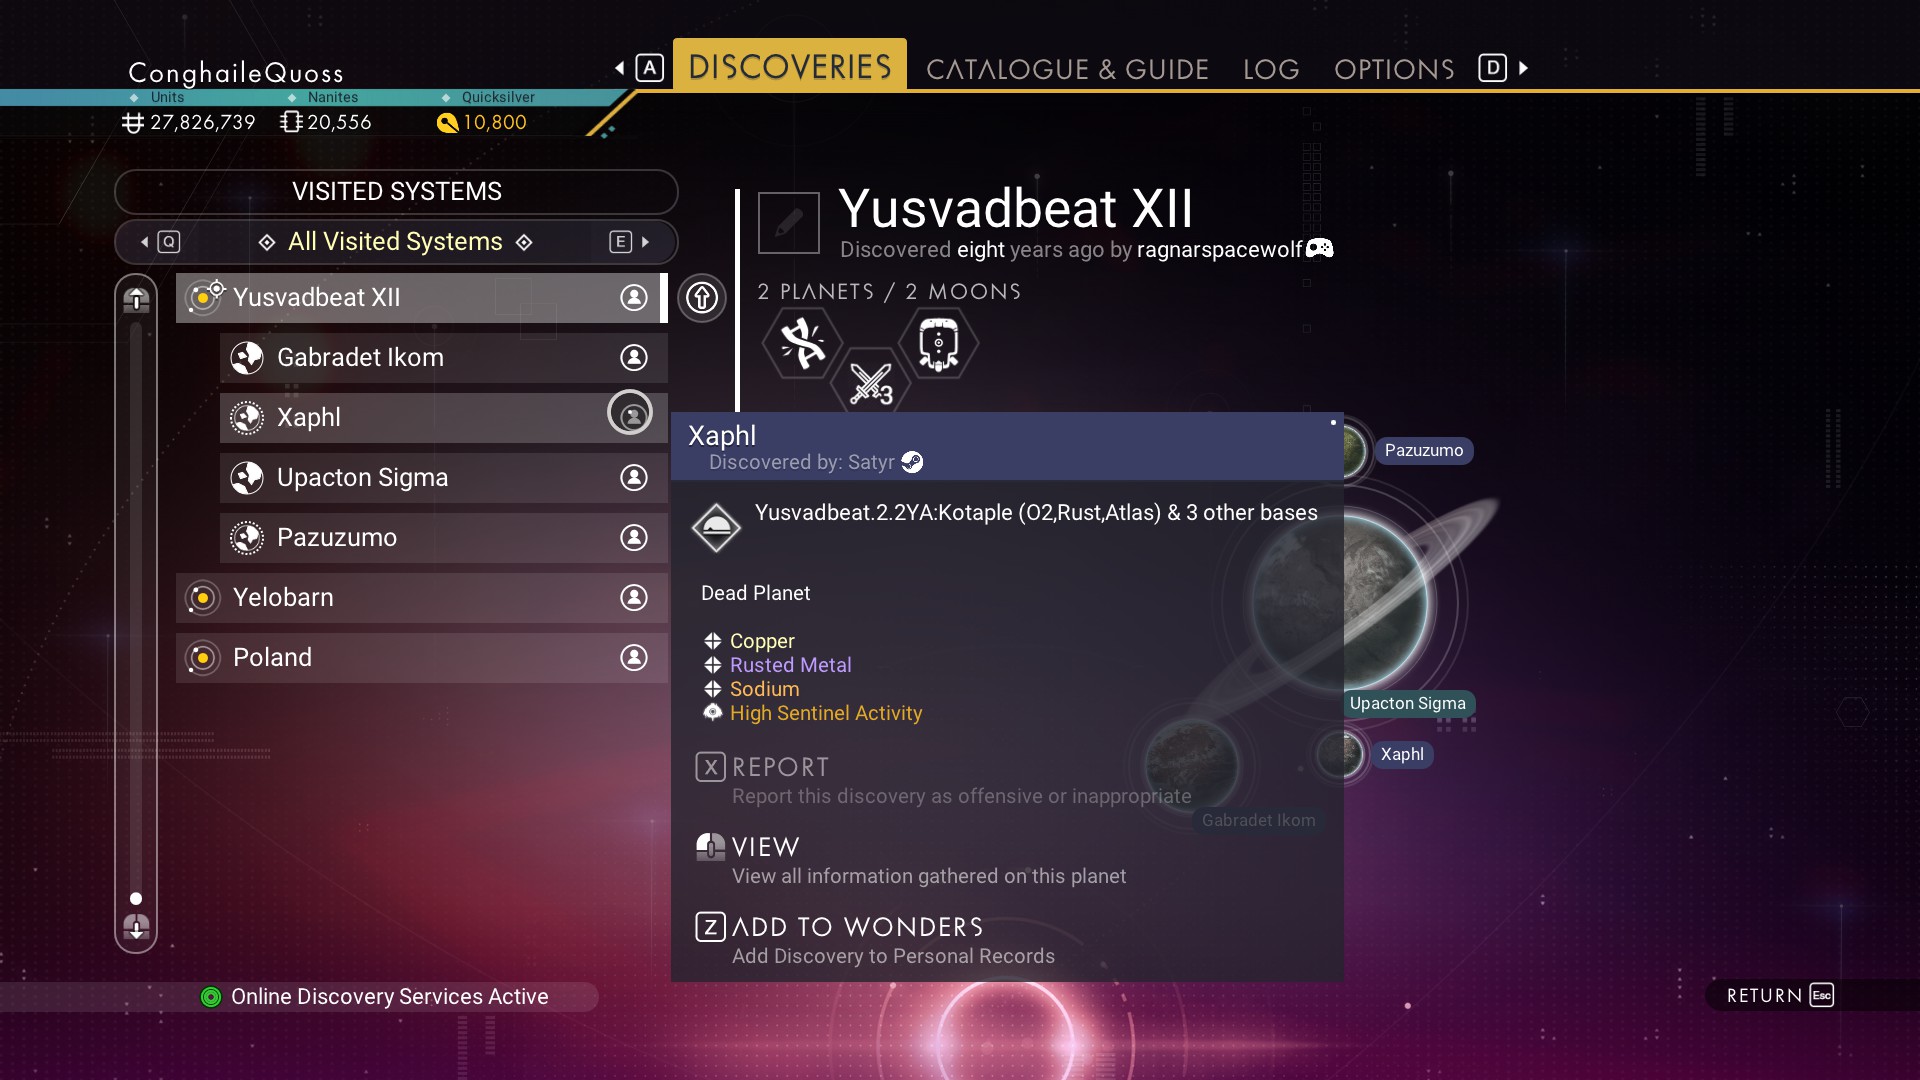 ConghaileQuoss
Units Nanites Quicksilver
27,826,739 20,556 10,800
A DISCOVERIES CATALOGUE & GUIDE LOG OPTIONS D
VISITED SYSTEMS
Q All Visited Systems E
Yusvadbeat XII
Gabradet Ikom
Xaphl
Upacton Sigma
Pazuzumo
Yelobarn
Poland
Online Discovery Services Active
Yusvadbeat XII
Discovered eight years ago by ragnarspacewolf
2 PLANETS / 2 MOONS
3
Xaphl
Discovered by: Satyr
Yusvadbeat.2.2YA:Kotaple (O2,Rust,Atlas) & 3 other bases
Dead Planet
Copper
Rusted Metal
Sodium
High Sentinel Activity
X REPORT
Report this discovery as offensive or inappropriate
VIEW
View all information gathered on this planet
Z ADD TO WONDERS
Add Discovery to Personal Records
Pazuzumo
Upacton Sigma
Xaphl
Gabradet Ikom
RETURN Esc